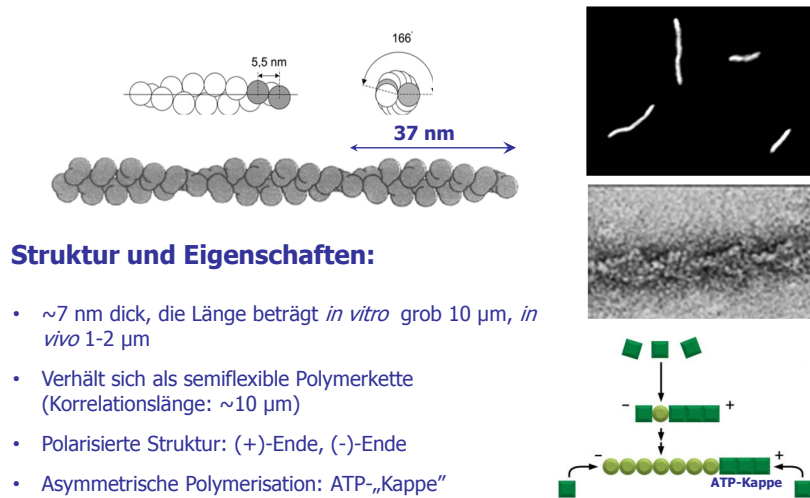 166°
5,5 nm
37 nm
Struktur und Eigenschaften:
• ~7 nm dick, die Länge beträgt in vitro grob 10 µm, in
vivo 1-2 µm
• Verhält sich als semiflexible Polymerkette
(Korrelationslänge: ~10 µm)
• Polarisierte Struktur: (+)-Ende, (-)-Ende
• Asymmetrische Polymerisation: ATP-„Kappe”
− +
− +
ATP-Kappe